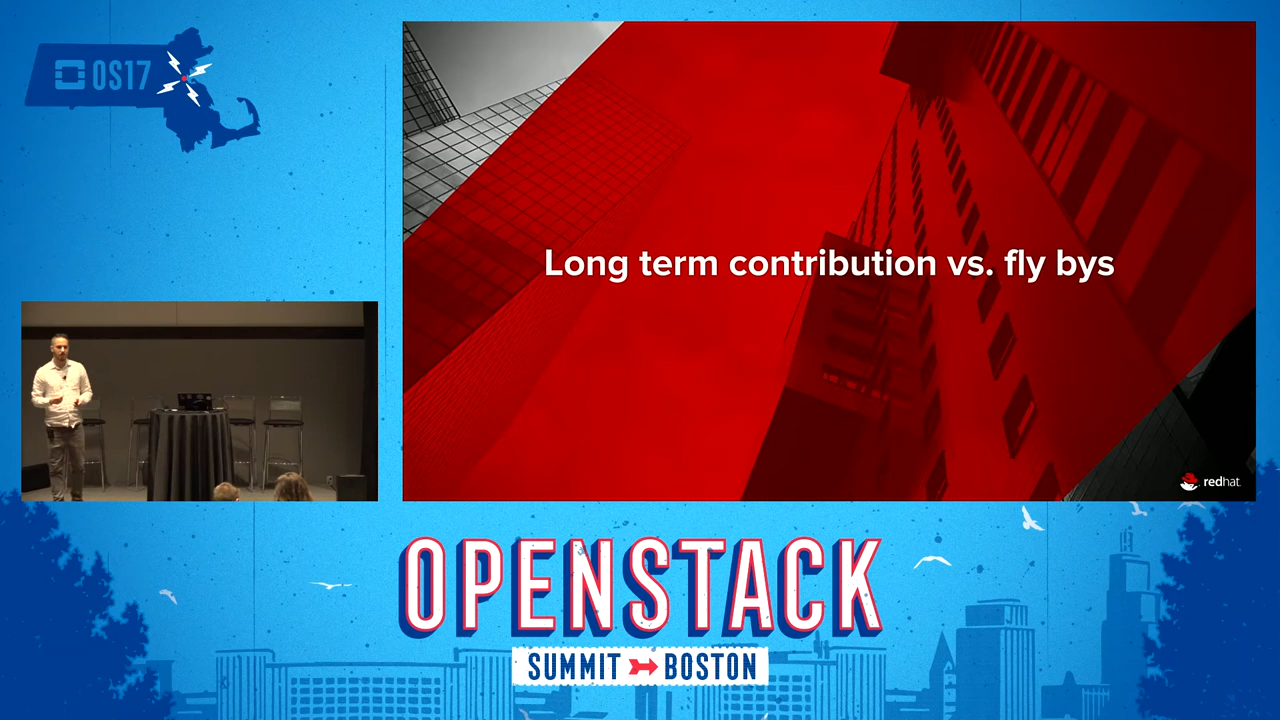 OS17
Long term contribution vs. fly bys
redhat.
OPENSTACK
SUMMIT BOSTON